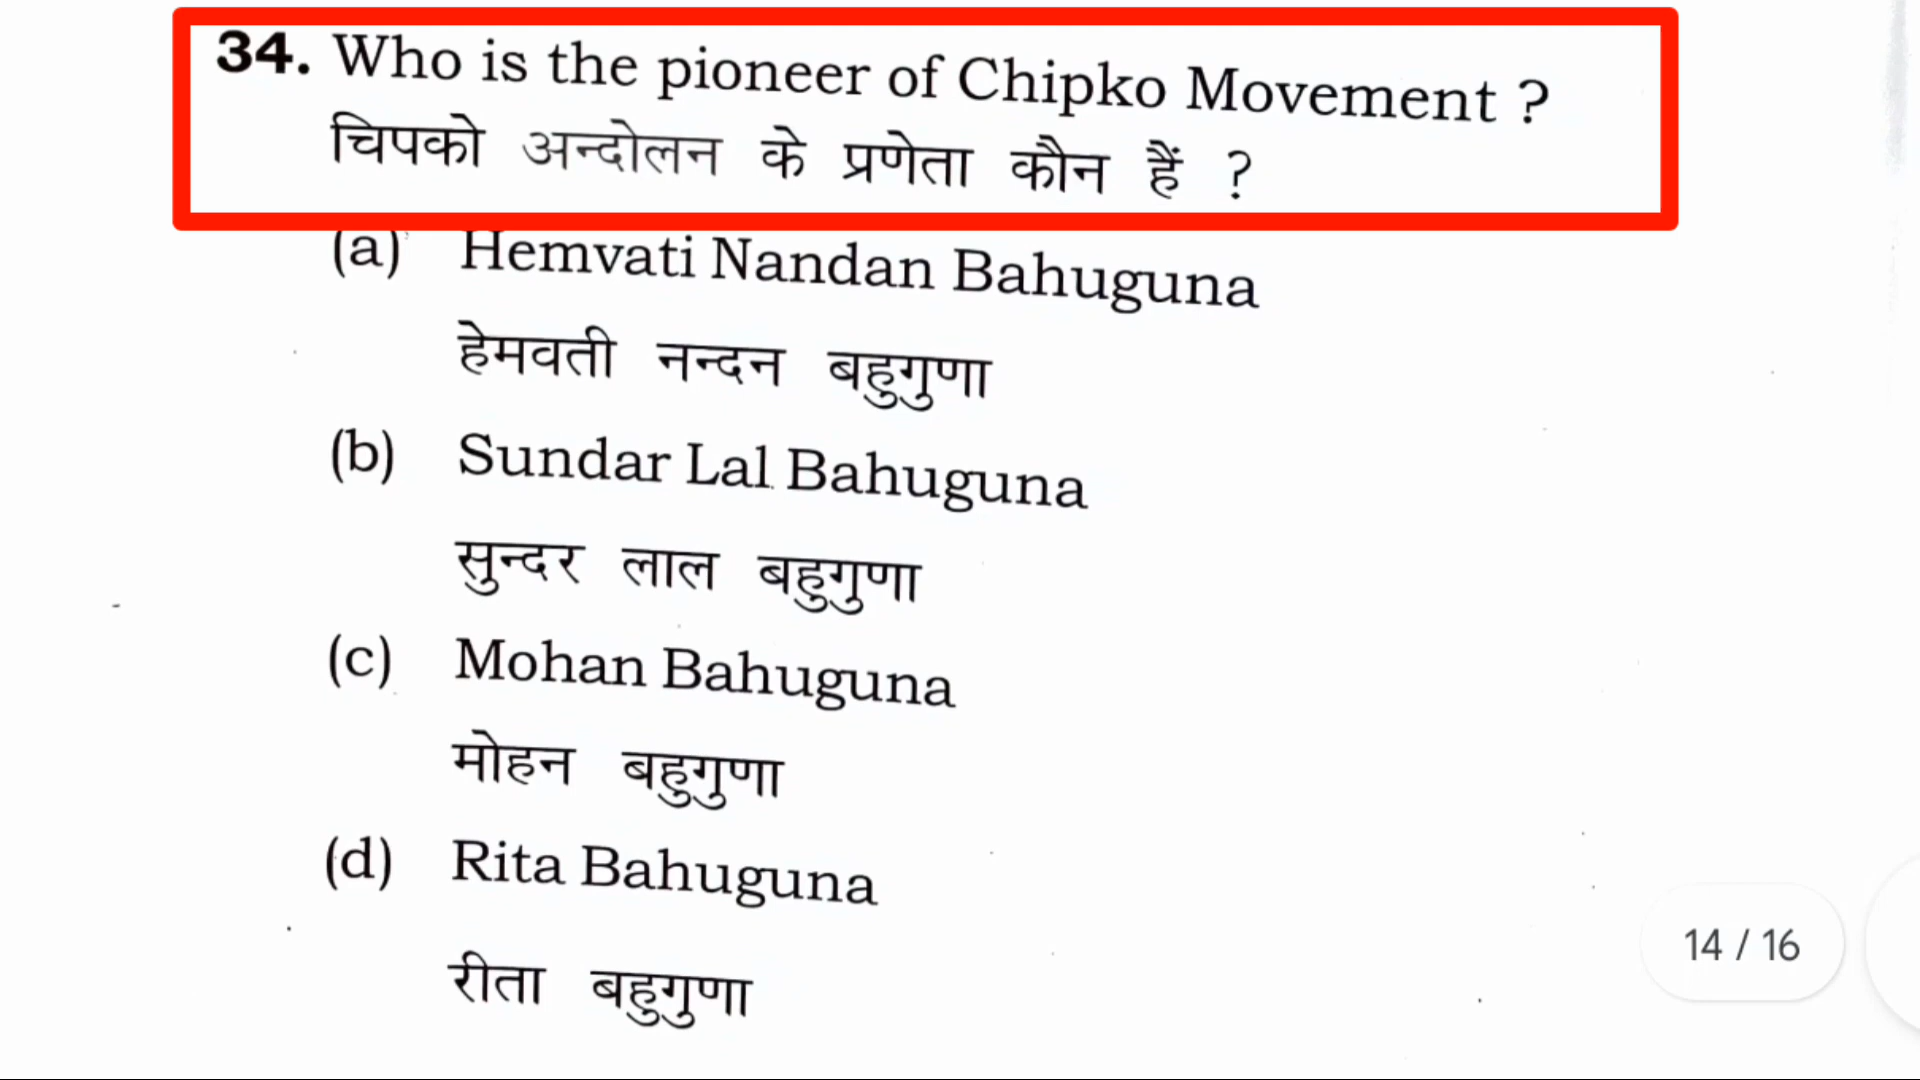 34. Who is the pioneer of Chipko Movement ?
चिपको अन्दोलन के प्रणेता कौन हैं ?
(a) Hemvati Nandan Bahuguna
हेमवती नन्दन बहुगुणा
(b) Sundar Lal Bahuguna
सुन्दर लाल बहुगुणा
(c) Mohan Bahuguna
मोहन बहुगुणा
(d) Rita Bahuguna
रीता बहुगुणा
14 / 16